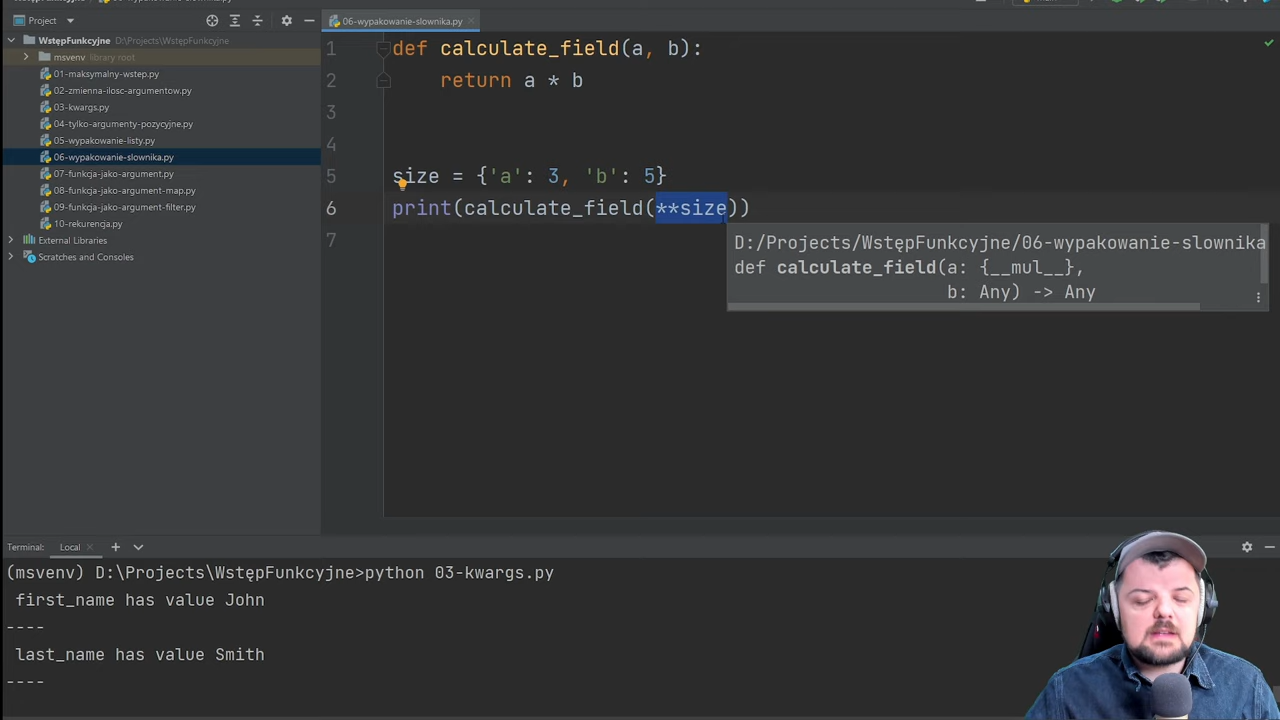 Project
WstępFunkcyjne D:\Projects\WstępFunkcyjne
msvenv library root
01-maksymalny-wstep.py
02-zmienna-ilosc-argumentow.py
03-kwargs.py
04-tylko-argumenty-pozycyjne.py
05-wypakowanie-listy.py
06-wypakowanie-slownika.py
07-funkcja-jako-argument.py
08-funkcja-jako-argument-map.py
09-funkcja-jako-argument-filter.py
10-rekurencja.py
External Libraries
Scratches and Consoles
06-wypakowanie-slownika.py
1 def calculate_field(a, b):
2 return a * b
3
4
5 size = {'a': 3, 'b': 5}
6 print(calculate_field(**size))
7
D:/Projects/WstępFunkcyjne/06-wypakowanie-slownika
def calculate_field(a: {__mul__},
b: Any) -> Any
Terminal: Local
(msvenv) D:\Projects\WstępFunkcyjne>python 03-kwargs.py
first_name has value John
----
last_name has value Smith
----